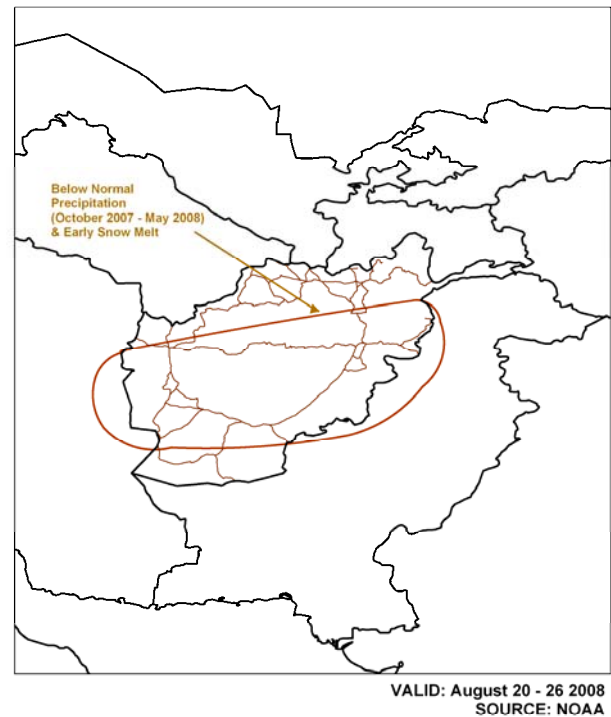 Below Normal
Precipitation
(October 2007 - May 2008)
& Early Snow Melt
VALID: August 20 - 26 2008
SOURCE: NOAA